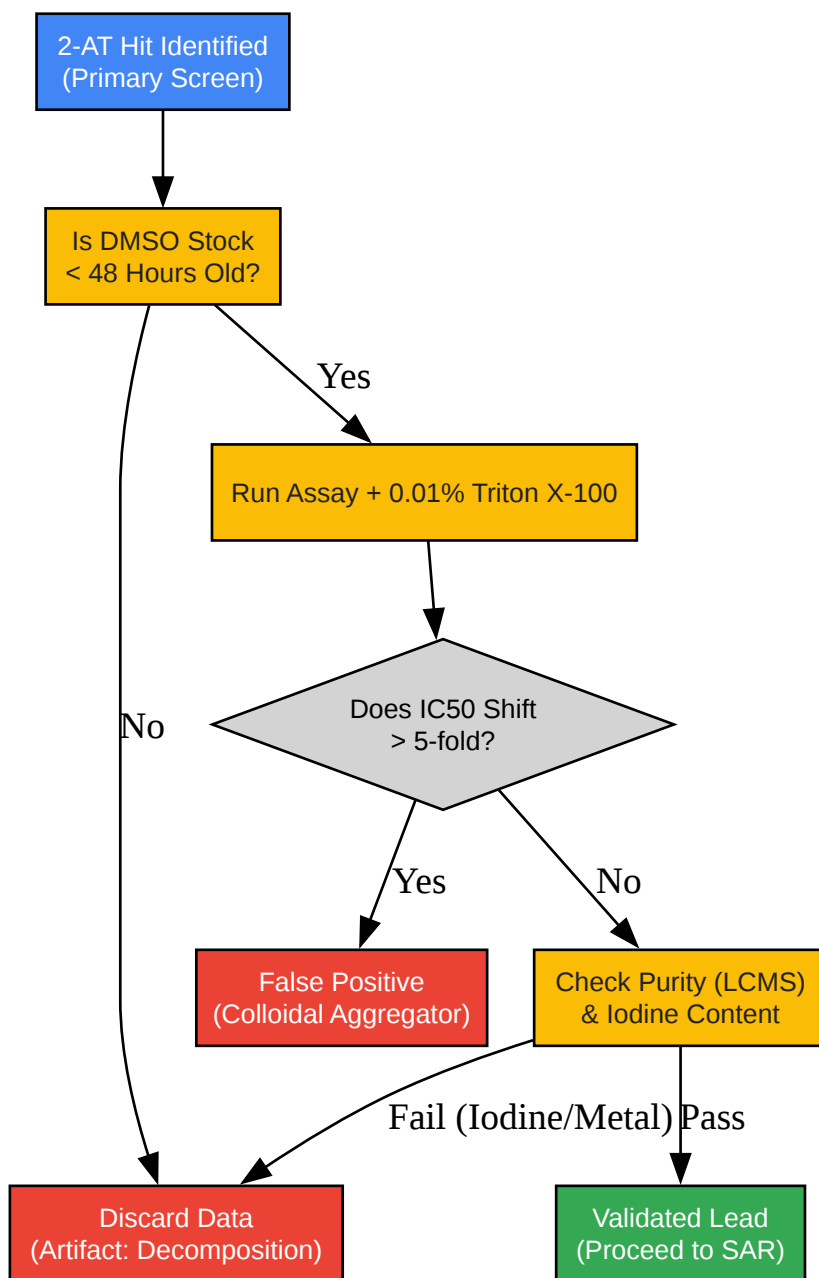 2-AT Hit Identified
(Primary Screen)
Is DMSO Stock
< 48 Hours Old?
Yes
Run Assay + 0.01% Triton X-100
No
Does IC50 Shift
> 5-fold?
Yes
No
False Positive
(Colloidal Aggregator)
Check Purity (LCMS)
& Iodine Content
Fail (Iodine/Metal)
Pass
Discard Data
(Artifact: Decomposition)
Validated Lead
(Proceed to SAR)